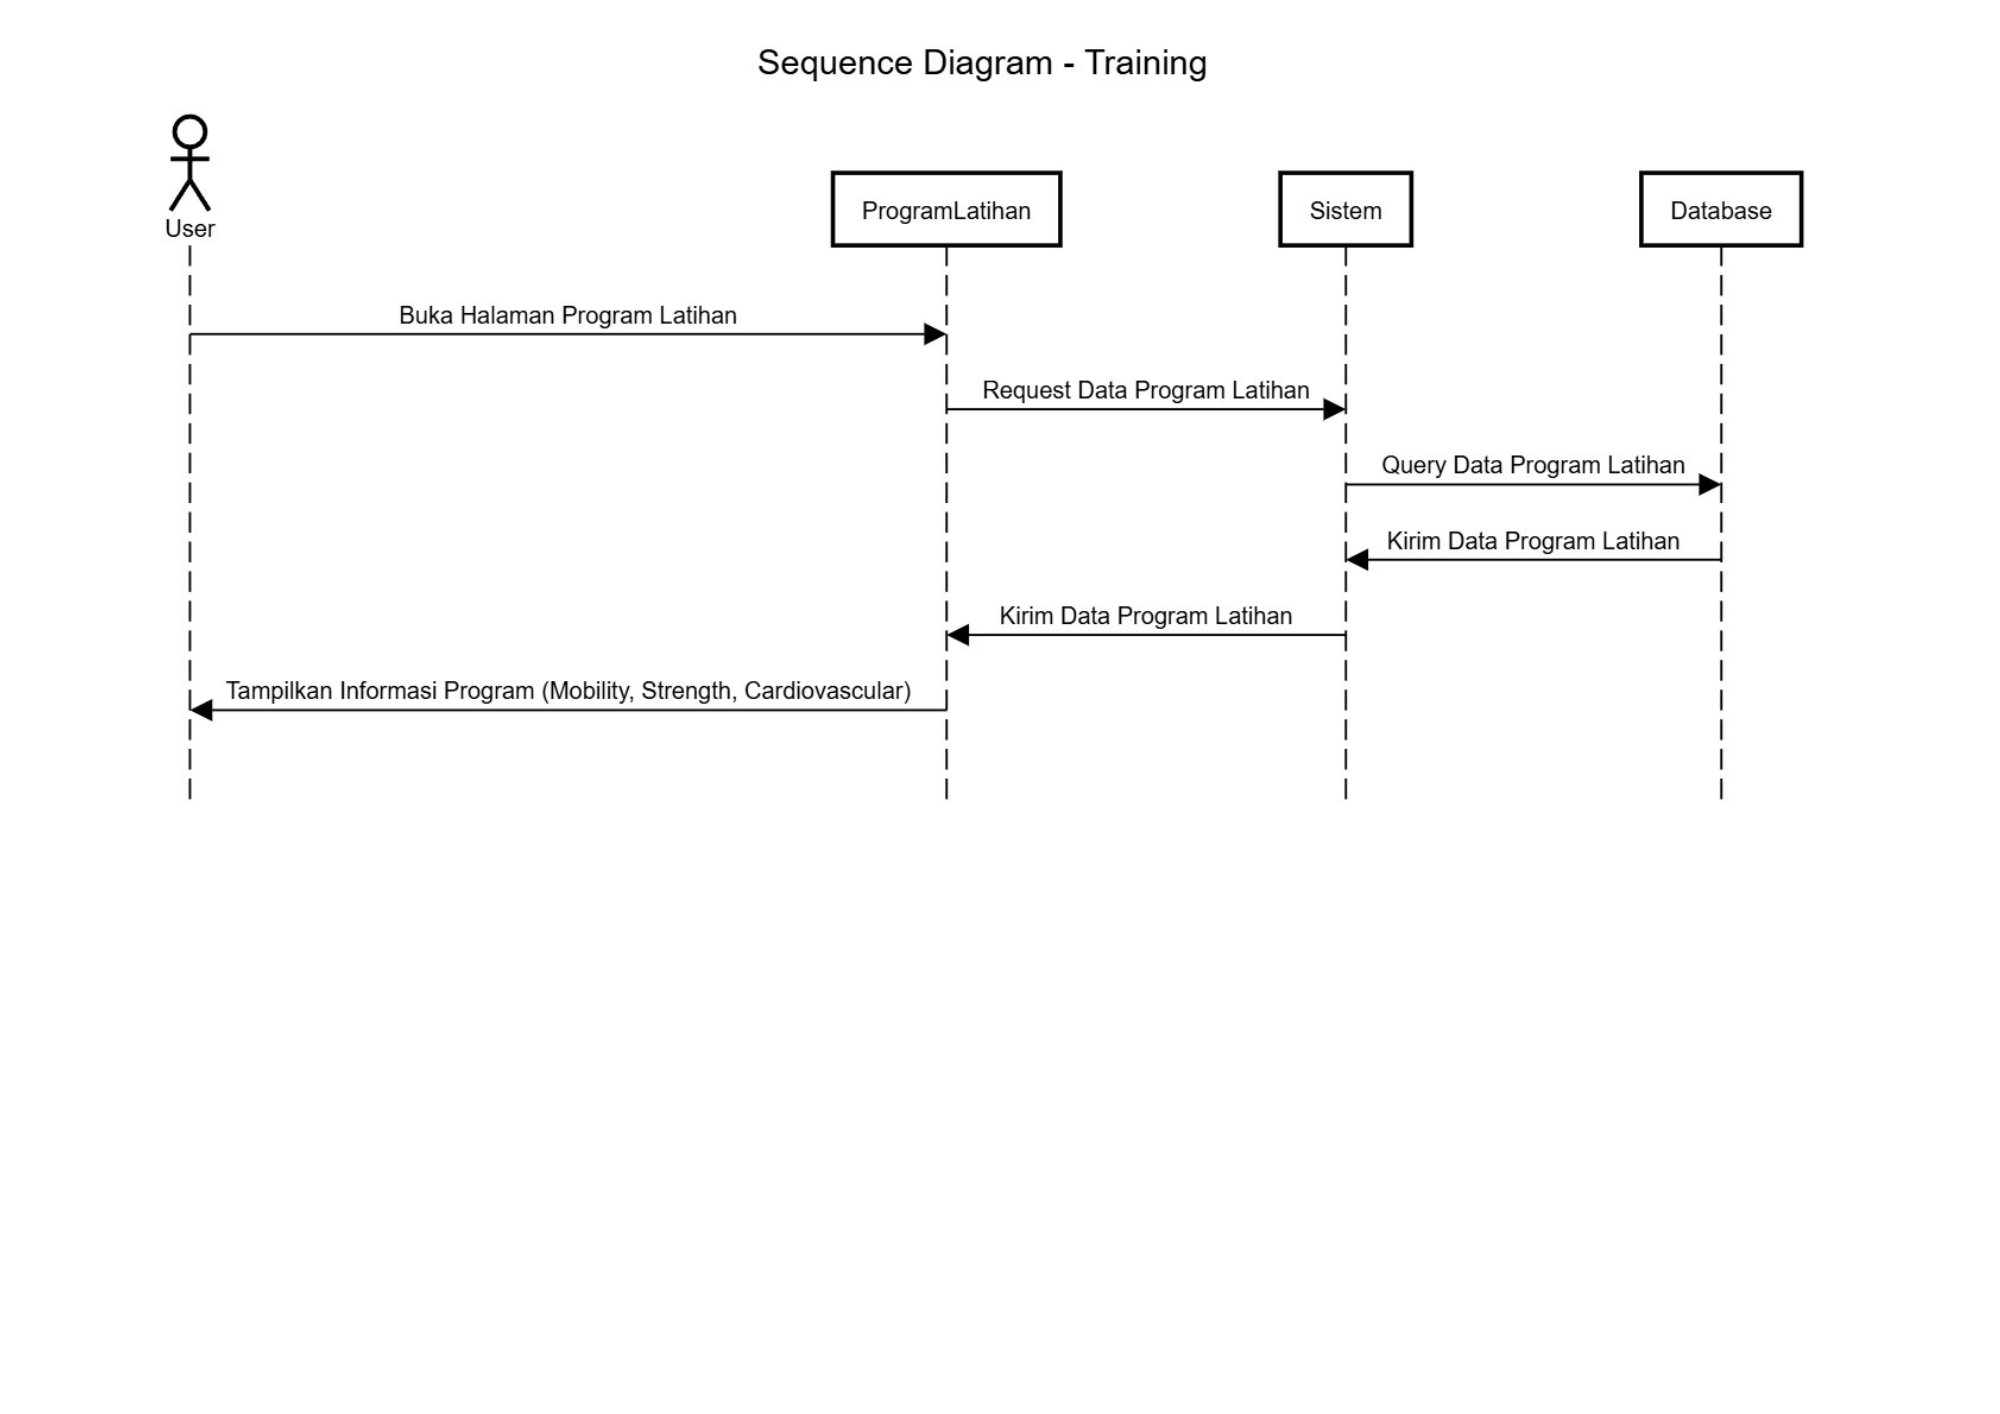 Sequence Diagram - Training
User
ProgramLatihan
Sistem
Database
Buka Halaman Program Latihan
Request Data Program Latihan
Query Data Program Latihan
Kirim Data Program Latihan
Kirim Data Program Latihan
Tampilkan Informasi Program (Mobility, Strength, Cardiovascular)